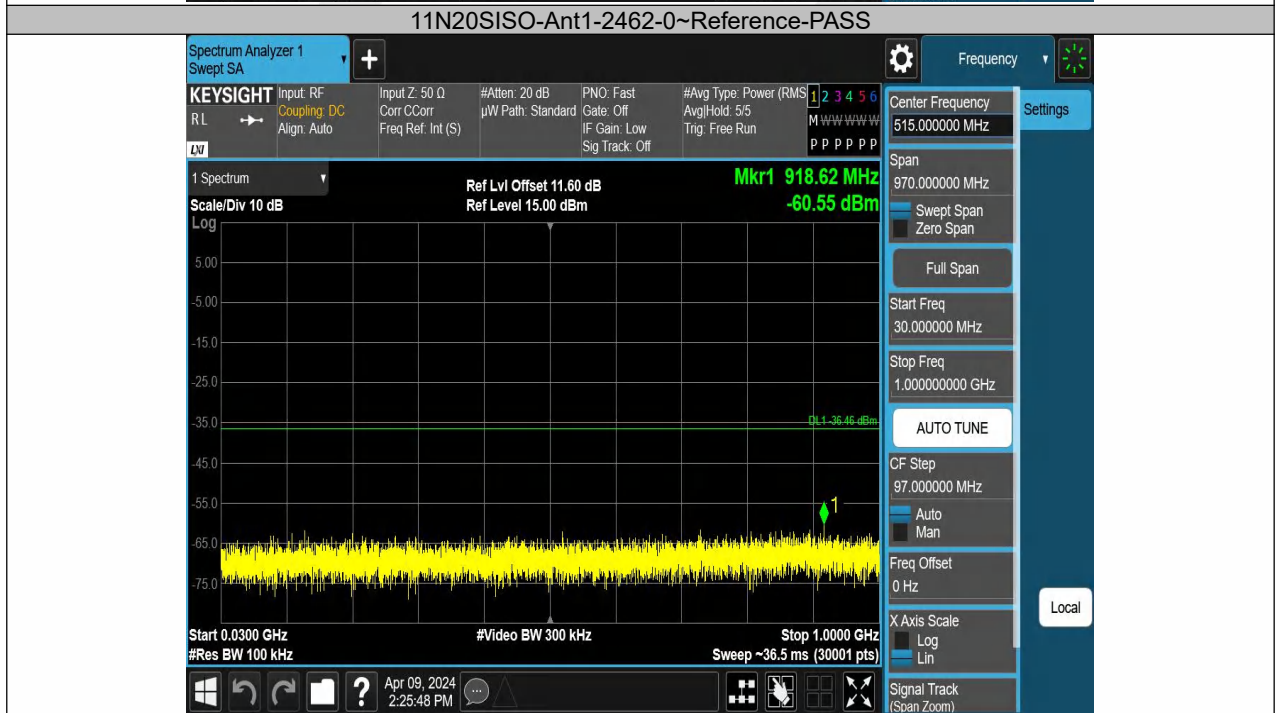 11N20SISO-Ant1-2462-0~Reference-PASS
Spectrum Analyzer 1
Swept SA
+
Frequency
KEYSIGHT
RL
LXI
Input: RF
Coupling: DC
Align: Auto
Input Z: 50 Ω
Corr CCorr
Freq Ref: Int (S)
#Atten: 20 dB
µW Path: Standard
PNO: Fast
Gate: Off
IF Gain: Low
Sig Track: Off
#Avg Type: Power (RMS
Avg|Hold: 5/5
Trig: Free Run
1 2 3 4 5 6
M W W W W W
P P P P P P
1 Spectrum
Scale/Div 10 dB
Log
Ref Lvl Offset 11.60 dB
Ref Level 15.00 dBm
Mkr1 918.62 MHz
-60.55 dBm
5.00
-5.00
-15.0
-25.0
-35.0
DL1 -36.46 dBm
-45.0
-55.0
1
-65.0
-75.0
Start 0.0300 GHz
#Res BW 100 kHz
#Video BW 300 kHz
Stop 1.0000 GHz
Sweep ~36.5 ms (30001 pts)
Center Frequency
515.000000 MHz
Settings
Span
970.000000 MHz
Swept Span
Zero Span
Full Span
Start Freq
30.000000 MHz
Stop Freq
1.000000000 GHz
AUTO TUNE
CF Step
97.000000 MHz
Auto
Man
Freq Offset
0 Hz
Local
X Axis Scale
Log
Lin
Signal Track
(Span Zoom)
?
Apr 09, 2024
2:25:48 PM